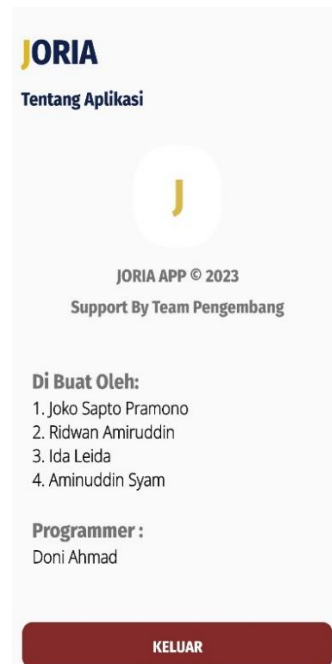 JORIA
Tentang Aplikasi
J
JORIA APP © 2023
Support By Team Pengembang
Di Buat Oleh:
1. Joko Sapto Pramono
2. Ridwan Amiruddin
3. Ida Leida
4. Aminuddin Syam
Programmer :
Doni Ahmad
KELUAR